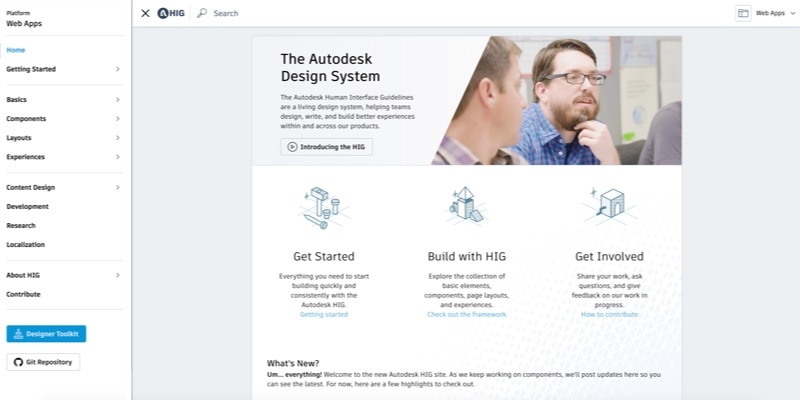 Platform
Web Apps
Home
Getting Started
Basics
Components
Layouts
Experiences
Content Design
Development
Research
Localization
About HIG
Contribute
Designer Toolkit
Git Repository
HIG
Search
Web Apps
The Autodesk
Design System
The Autodesk Human Interface Guidelines
are a living design system, helping teams
design, write, and build better experiences
within and across our products.
Introducing the HIG
Get Started
Everything you need to start
building quickly and
consistently with the
Autodesk HIG.
Getting started
Build with HIG
Explore the collection of
basic elements,
components, page layouts,
and experiences.
Check out the framework
Get Involved
Share your work, ask
questions, and give
feedback on our work in
progress.
How to contribute
What's New?
Um... everything! Welcome to the new Autodesk HIG site. As we keep working on components, we'll post updates here so you
can see the latest. For now, here are a few highlights to check out.